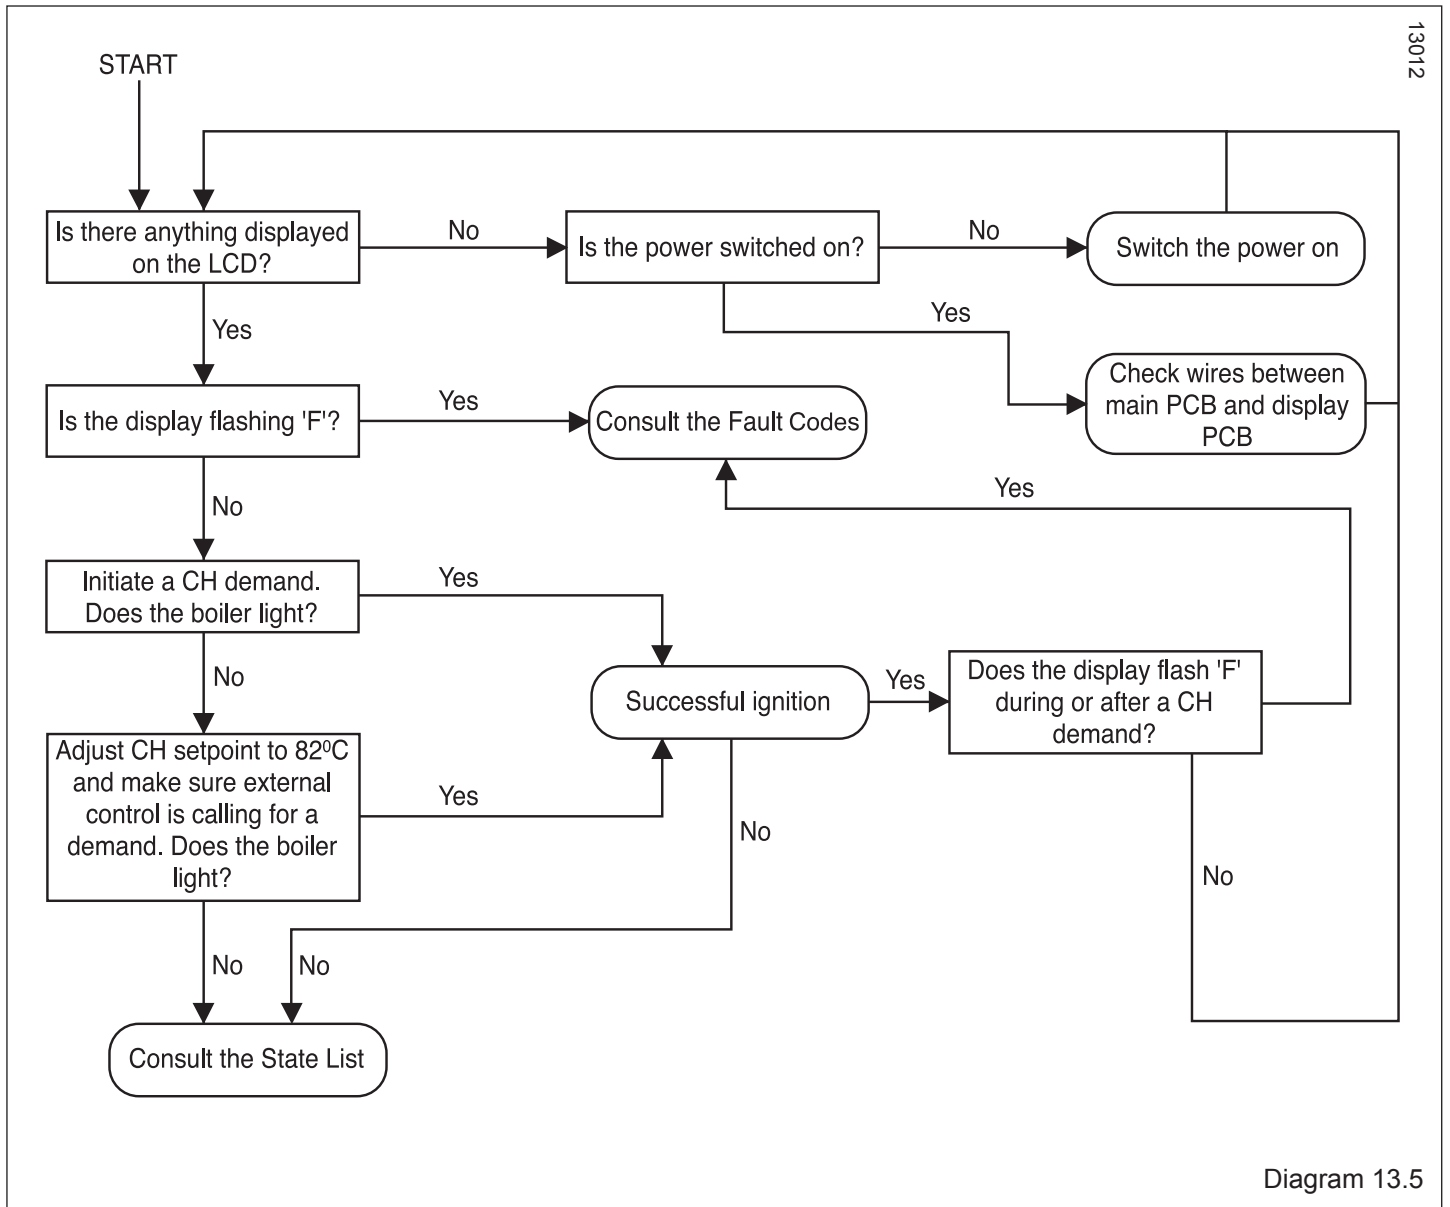 13012
START
Is there anything displayed
on the LCD?
No
Is the power switched on?
No
Switch the power on
Yes
Yes
Check wires between
main PCB and display
PCB
Is the display flashing 'F'?
Yes
Consult the Fault Codes
No
Yes
Initiate a CH demand.
Does the boiler light?
Yes
No
Successful ignition
Yes
Does the display flash 'F'
during or after a CH
demand?
Adjust CH setpoint to 82⁰C
and make sure external
control is calling for a
demand. Does the boiler
light?
Yes
No
No
No
No
Consult the State List
Diagram 13.5